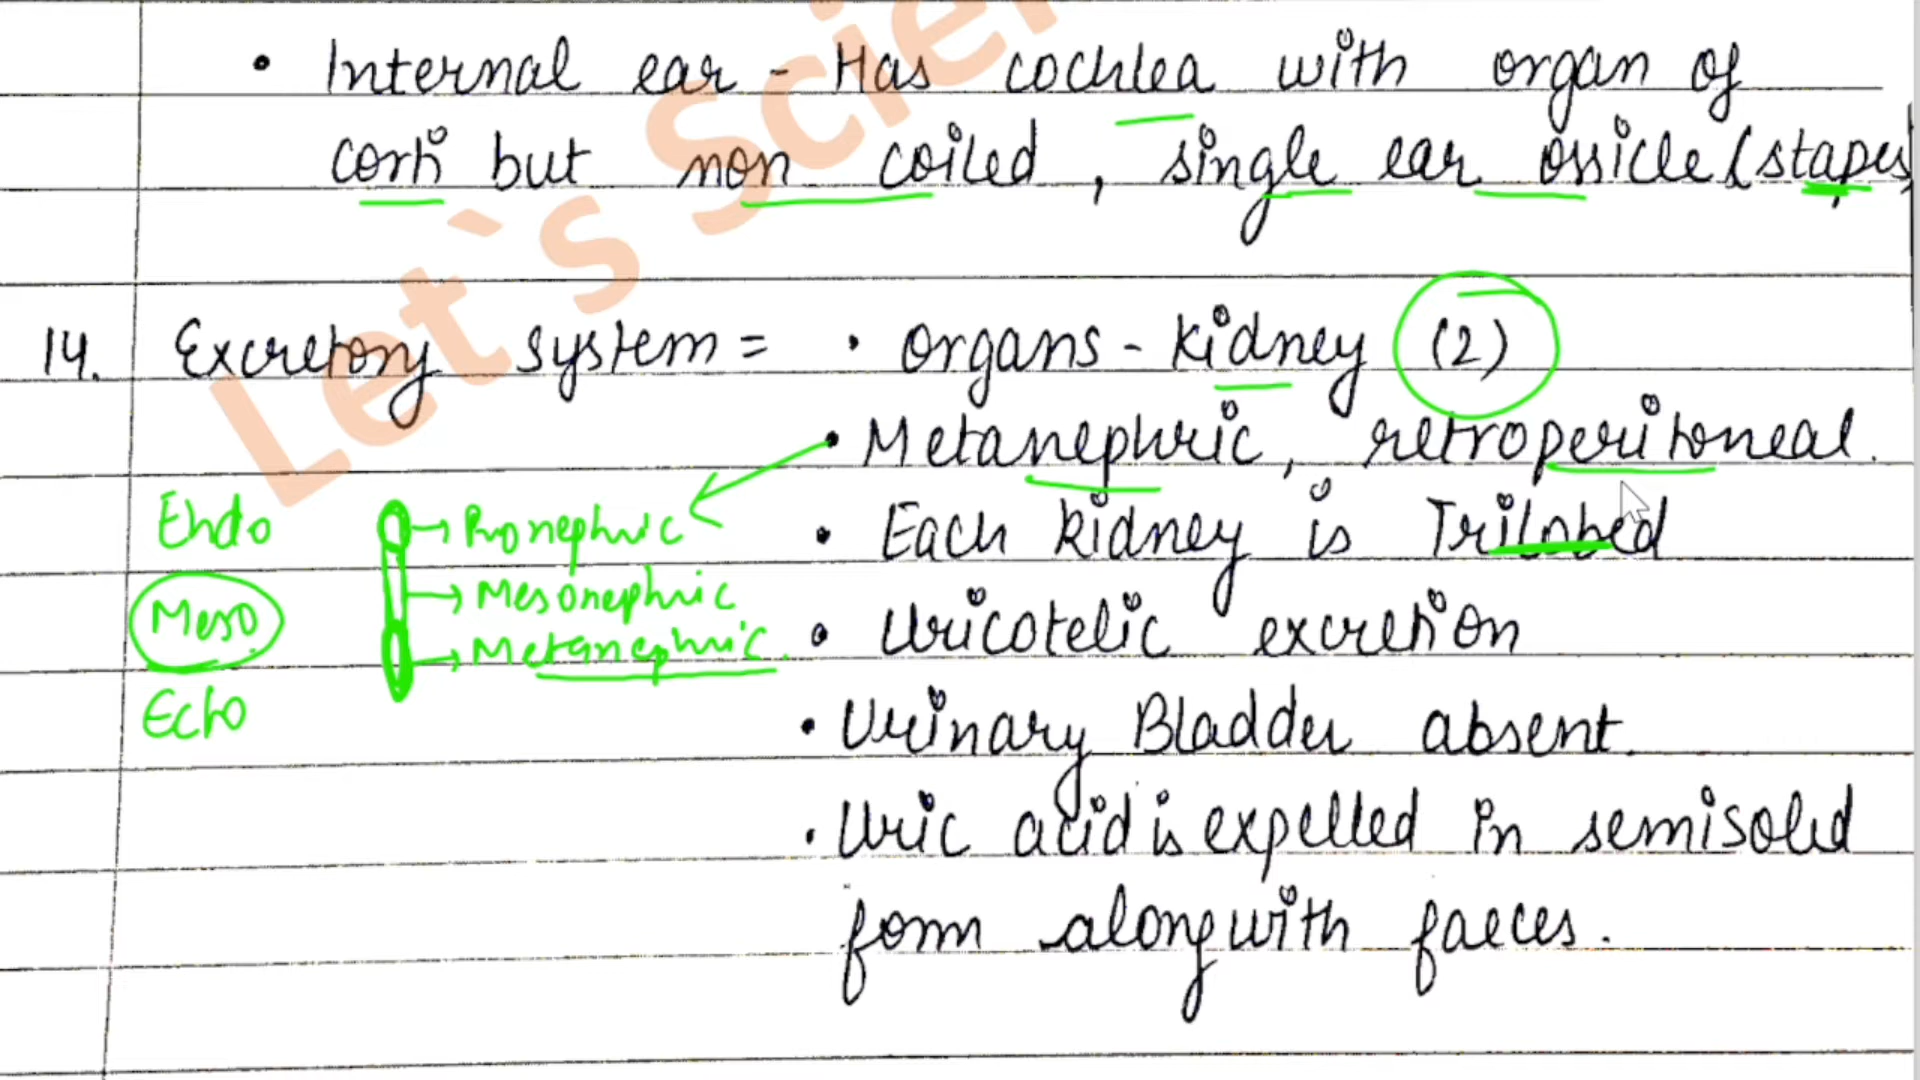 • Internal ear - Has cochlea with organ of
corti but non coiled, single ear ossicle (stapes)
14. Excretory system = • organs - kidney (2)
• Metanephric, retroperitoneal.
Endo → Pronephric • Each kidney is Trilobed
Meso → Mesonephric
→ Metanephric. • Uricotelic excretion
Ecto
• Urinary Bladder absent.
• Uric acid is expelled in semisolid
form alongwith faeces.
Let's Scien